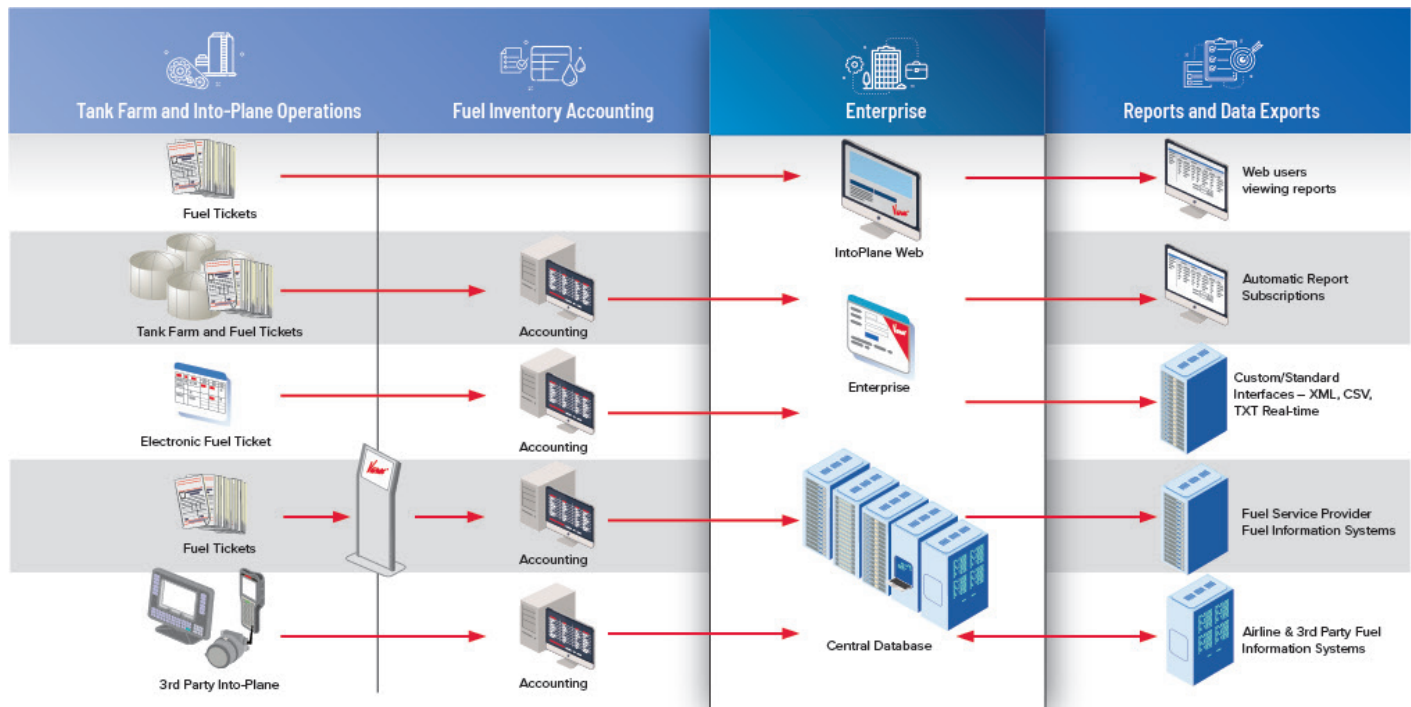 Tank Farm and Into-Plane Operations
Fuel Inventory Accounting
Enterprise
Reports and Data Exports
Fuel Tickets
IntoPlane Web
Web users
viewing reports
Tank Farm and Fuel Tickets
Accounting
Enterprise
Automatic Report
Subscriptions
Electronic Fuel Ticket
Accounting
Custom/Standard
Interfaces – XML, CSV,
TXT Real-time
Fuel Tickets
Accounting
Fuel Service Provider
Fuel Information Systems
3rd Party Into-Plane
Accounting
Central Database
Airline & 3rd Party Fuel
Information Systems